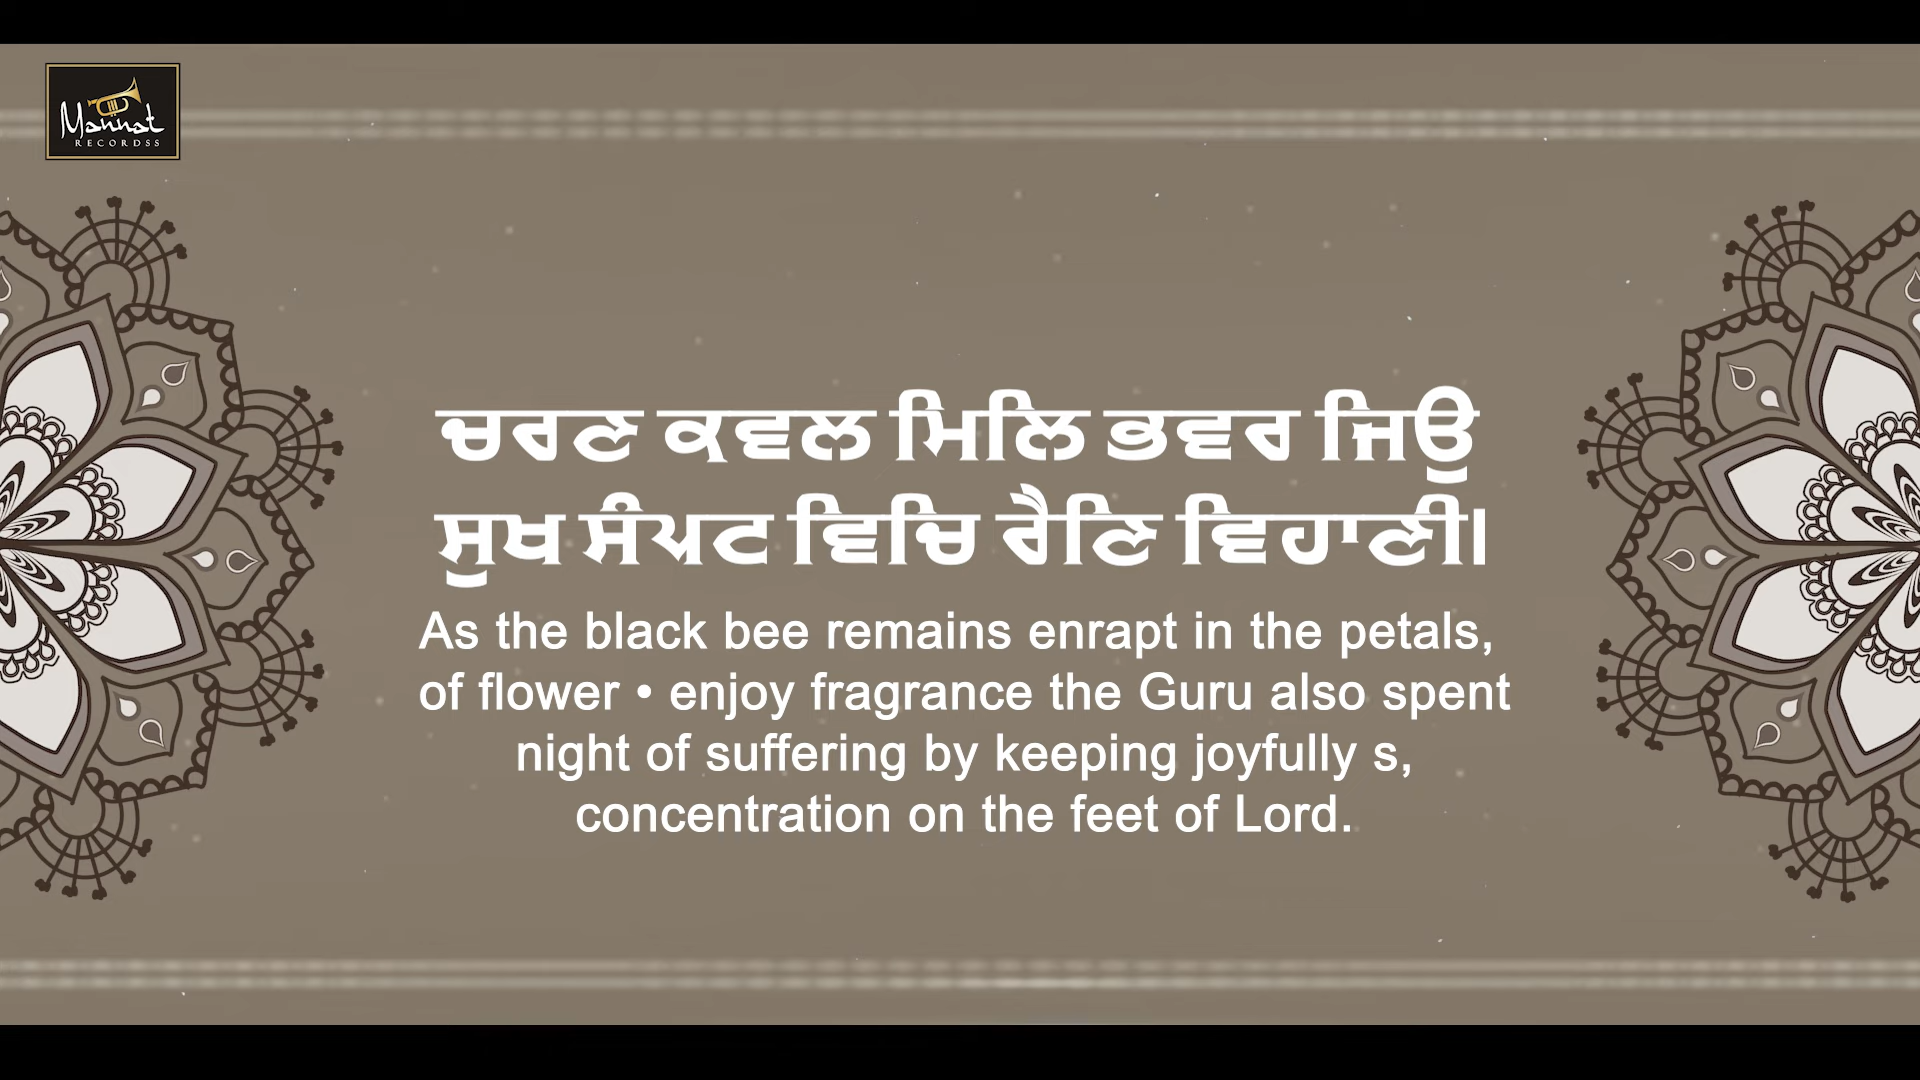 Mannat
RECORDSS
ਚਰਣ ਕਵਲ ਮਿਲਿ ਭਵਰ ਜਿਉ
ਸੁਖ ਸੰਪਟ ਵਿਚਿ ਰੈਣਿ ਵਿਹਾਣੀ।
As the black bee remains enrapt in the petals,
of flower • enjoy fragrance the Guru also spent
night of suffering by keeping joyfully s,
concentration on the feet of Lord.